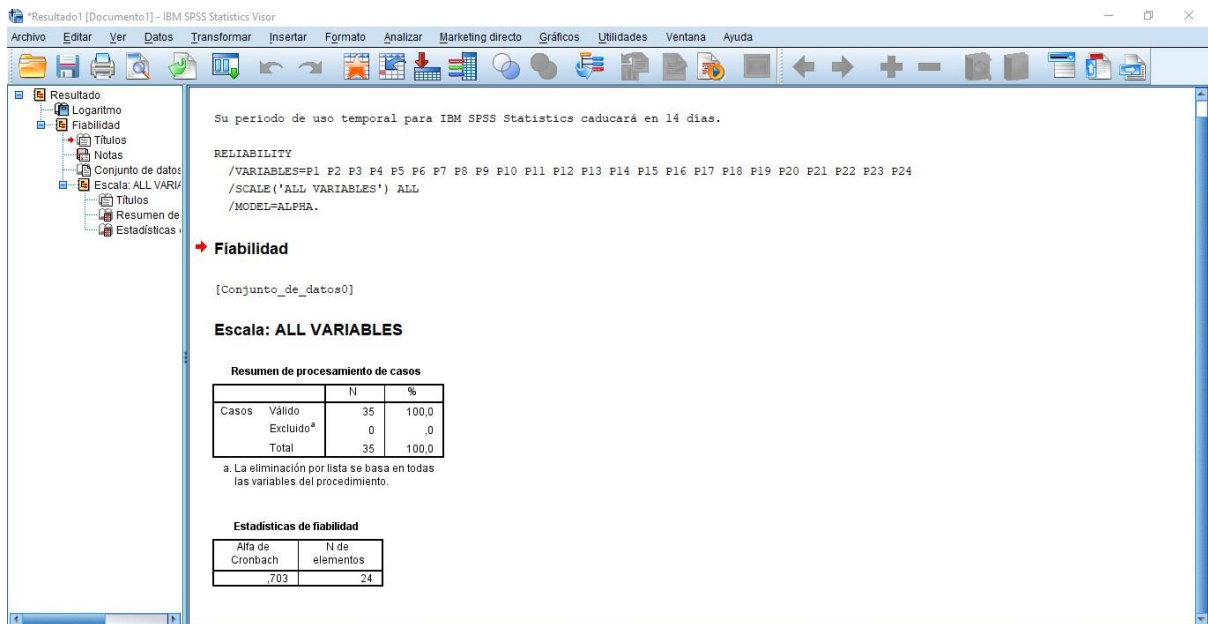 *Resultado1 [Documento1] - IBM SPSS Statistics Visor
Archivo Editar Ver Datos Transformar Insertar Formato Analizar Marketing directo Gráficos Utilidades Ventana Ayuda
Resultado
Logaritmo
Fiabilidad
Títulos
Notas
Conjunto de datos
Escala: ALL VARIA
Títulos
Resumen de
Estadísticas
Su periodo de uso temporal para IBM SPSS Statistics caducará en 14 días.
RELIABILITY
/VARIABLES=P1 P2 P3 P4 P5 P6 P7 P8 P9 P10 P11 P12 P13 P14 P15 P16 P17 P18 P19 P20 P21 P22 P23 P24
/SCALE('ALL VARIABLES') ALL
/MODEL=ALPHA.
Fiabilidad
[Conjunto_de_datos0]
Escala: ALL VARIABLES
Resumen de procesamiento de casos
N %
Casos Válido 35 100,0
Excluidoª 0 ,0
Total 35 100,0
a. La eliminación por lista se basa en todas
las variables del procedimiento.
Estadísticas de fiabilidad
Alfa de N de
Cronbach elementos
,703 24